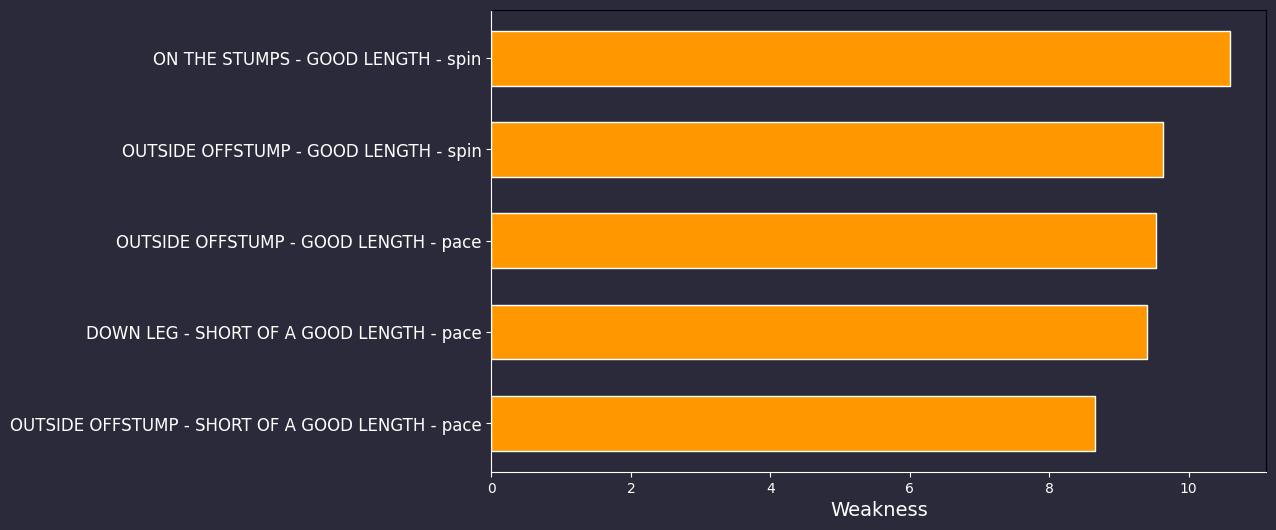 ON THE STUMPS - GOOD LENGTH - spin
OUTSIDE OFFSTUMP - GOOD LENGTH - spin
OUTSIDE OFFSTUMP - GOOD LENGTH - pace
DOWN LEG - SHORT OF A GOOD LENGTH - pace
OUTSIDE OFFSTUMP - SHORT OF A GOOD LENGTH - pace
0 2 4 6 8 10
Weakness